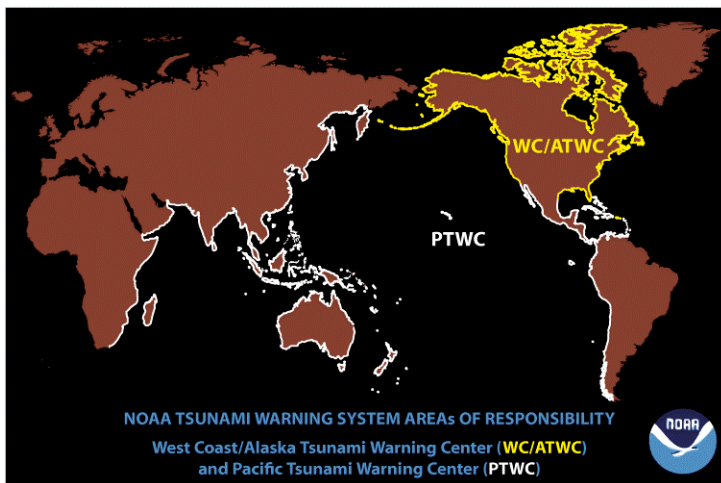 WC/ATWC
PTWC
NOAA TSUNAMI WARNING SYSTEM AREAs OF RESPONSIBILITY
West Coast/Alaska Tsunami Warning Center (WC/ATWC)
and Pacific Tsunami Warning Center (PTWC)
NOAA